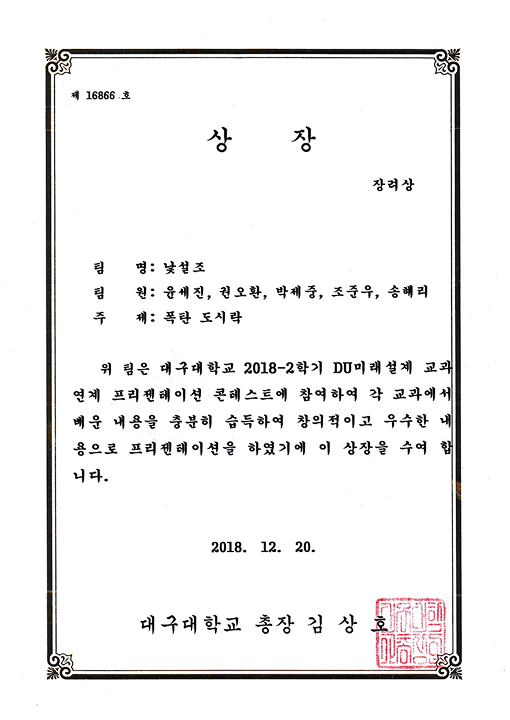 제 16866 호
상 장
장려상
팀 명: 낯설조
팀 원: 윤세진, 권오환, 박제중, 조준우, 송혜리
주 제: 폭탄 도시락
위 팀은 대구대학교 2018-2학기 DU미래설계 교과
연계 프리젠테이션 콘테스트에 참여하여 각 교과에서
배운 내용을 충분히 습득하여 창의적이고 우수한 내
용으로 프리젠테이션을 하였기에 이 상장을 수여 합
니다.
2018. 12. 20.
대구대학교 총장 김 상 호